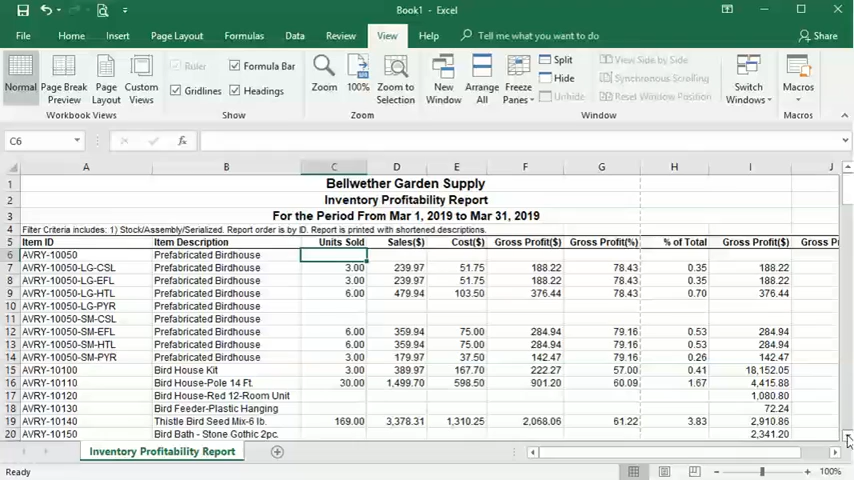 Book1 - Excel
File Home Insert Page Layout Formulas Data Review View Help Tell me what you want to do Share
Normal Page Break Preview Page Layout Custom Views
Workbook Views
Ruler Formula Bar
Gridlines Headings
Show
Zoom 100% Zoom to Selection
Zoom
New Window Arrange All Freeze Panes
Split
Hide
Unhide
View Side by Side
Synchronous Scrolling
Reset Window Position
Switch Windows
Window
Macros
Macros
C6 fx
A B C D E F G H I J
1 Bellwether Garden Supply
2 Inventory Profitability Report
3 For the Period From Mar 1, 2019 to Mar 31, 2019
4 Filter Criteria includes: 1) Stock/Assembly/Serialized. Report order is by ID. Report is printed with shortened descriptions.
5 Item ID Item Description Units Sold Sales($) Cost($) Gross Profit($) Gross Profit(%) % of Total Gross Profit($) Gross Pr
6 AVRY-10050 Prefabricated Birdhouse
7 AVRY-10050-LG-CSL Prefabricated Birdhouse 3.00 239.97 51.75 188.22 78.43 0.35 188.22
8 AVRY-10050-LG-EFL Prefabricated Birdhouse 3.00 239.97 51.75 188.22 78.43 0.35 188.22
9 AVRY-10050-LG-HTL Prefabricated Birdhouse 6.00 479.94 103.50 376.44 78.43 0.70 376.44
10 AVRY-10050-LG-PYR Prefabricated Birdhouse
11 AVRY-10050-SM-CSL Prefabricated Birdhouse
12 AVRY-10050-SM-EFL Prefabricated Birdhouse 6.00 359.94 75.00 284.94 79.16 0.53 284.94
13 AVRY-10050-SM-HTL Prefabricated Birdhouse 6.00 359.94 75.00 284.94 79.16 0.53 284.94
14 AVRY-10050-SM-PYR Prefabricated Birdhouse 3.00 179.97 37.50 142.47 79.16 0.26 142.47
15 AVRY-10100 Bird House Kit 3.00 389.97 167.70 222.27 57.00 0.41 18,152.05
16 AVRY-10110 Bird House-Pole 14 Ft. 30.00 1,499.70 598.50 901.20 60.09 1.67 4,415.88
17 AVRY-10120 Bird House-Red 12-Room Unit 1,080.80
18 AVRY-10130 Bird Feeder-Plastic Hanging 72.24
19 AVRY-10140 Thistle Bird Seed Mix-6 lb. 169.00 3,378.31 1,310.25 2,068.06 61.22 3.83 2,910.86
20 AVRY-10150 Bird Bath - Stone Gothic 2pc. 2,341.20
Inventory Profitability Report
Ready 100%